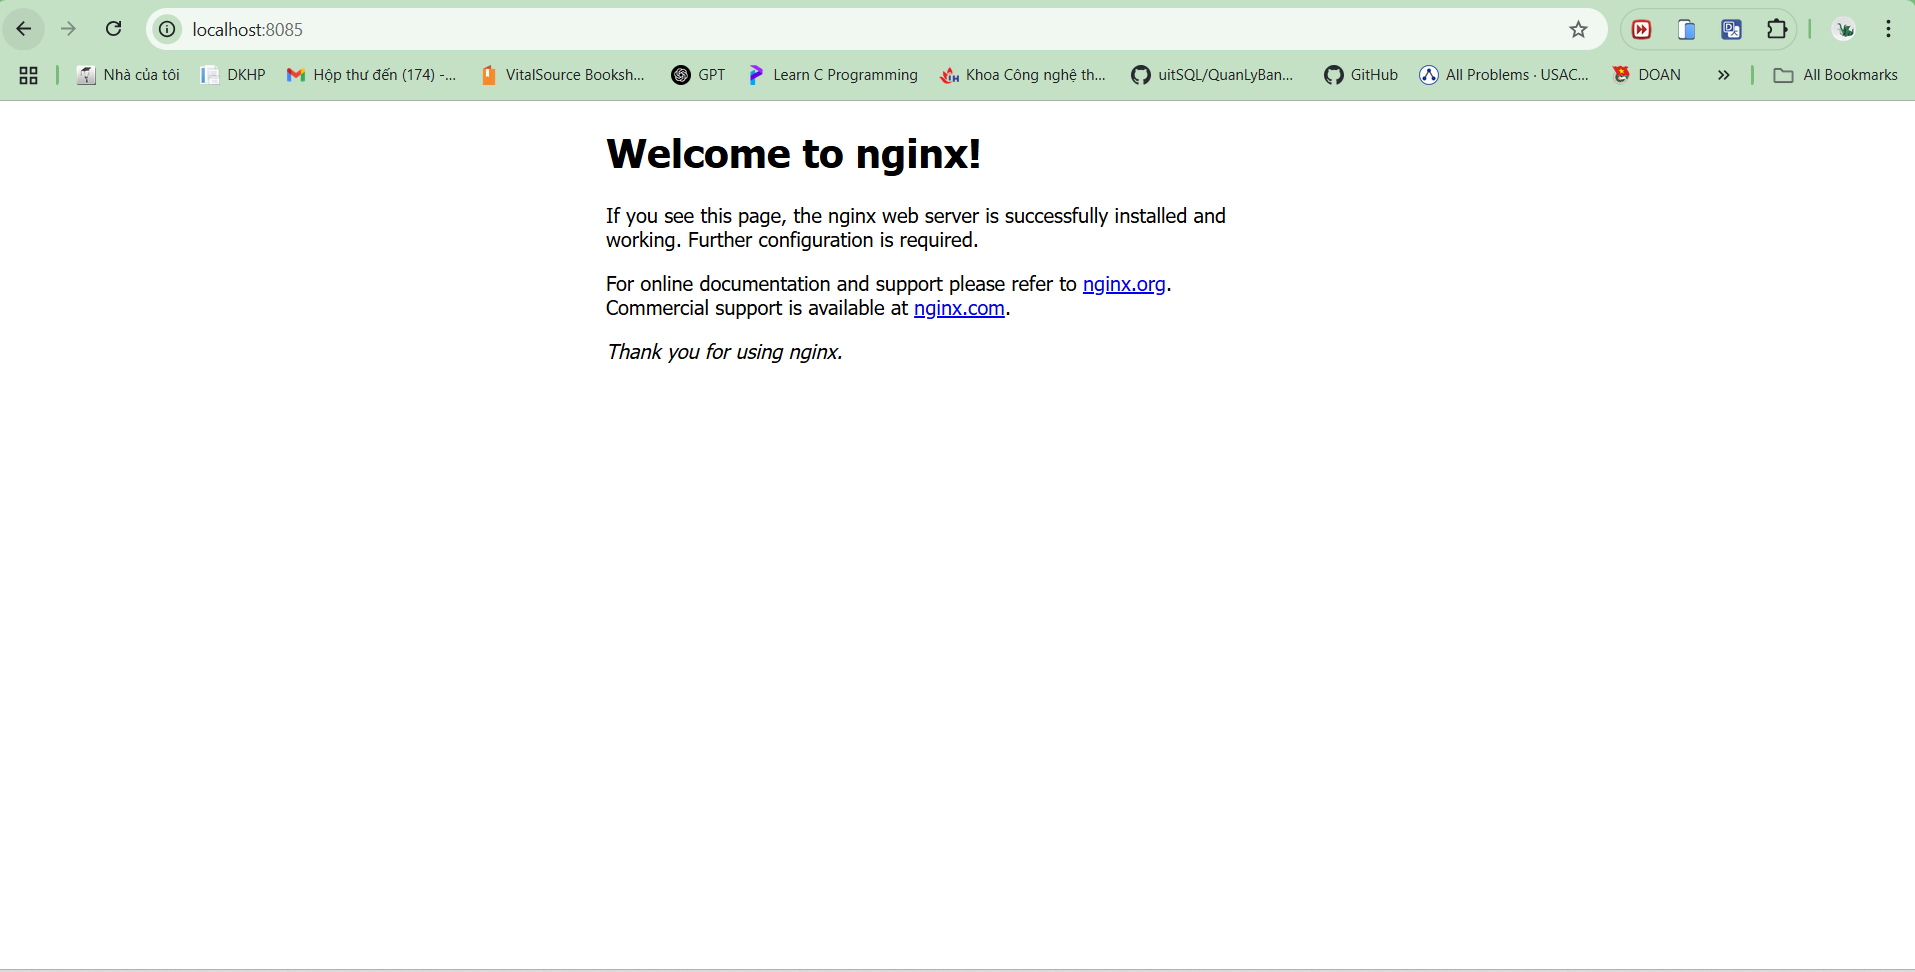 localhost:8085
Nhà của tôi DKHP Hộp thư đến (174) -... VitalSource Booksh... GPT Learn C Programming Khoa Công nghệ th... uitSQL/QuanLyBan... GitHub All Problems · USAC... DOAN » All Bookmarks
Welcome to nginx!
If you see this page, the nginx web server is successfully installed and
working. Further configuration is required.
For online documentation and support please refer to nginx.org.
Commercial support is available at nginx.com.
Thank you for using nginx.